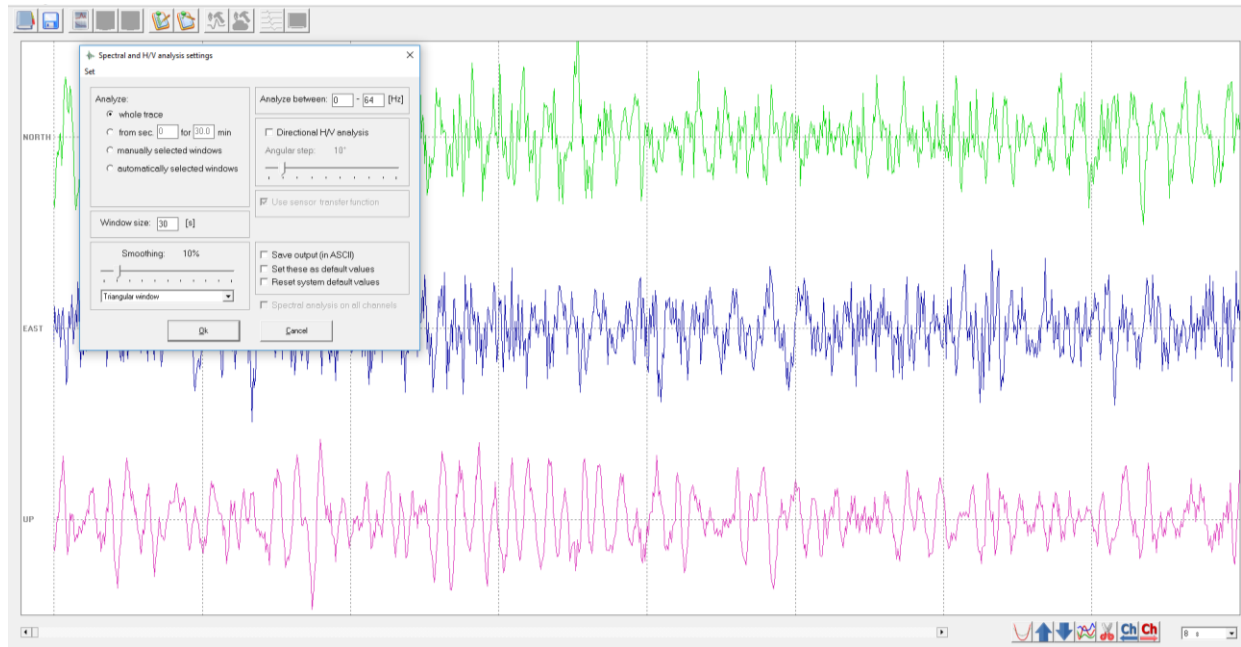 Spectral and H/V analysis settings
Set
Analyze:
whole trace
from sec. 0 for 30.0 min
manually selected windows
automatically selected windows
Analyze between: 0 - 64 [Hz]
Directional H/V analysis
Angular step: 10°
Use sensor transfer function
Window size: 30 [s]
Smoothing: 10%
Triangular window
Save output (in ASCII)
Set these as default values
Reset system default values
Spectral analysis on all channels
Ok
Cancel
NORTH
EAST
UP
Ch
Ch
8 s